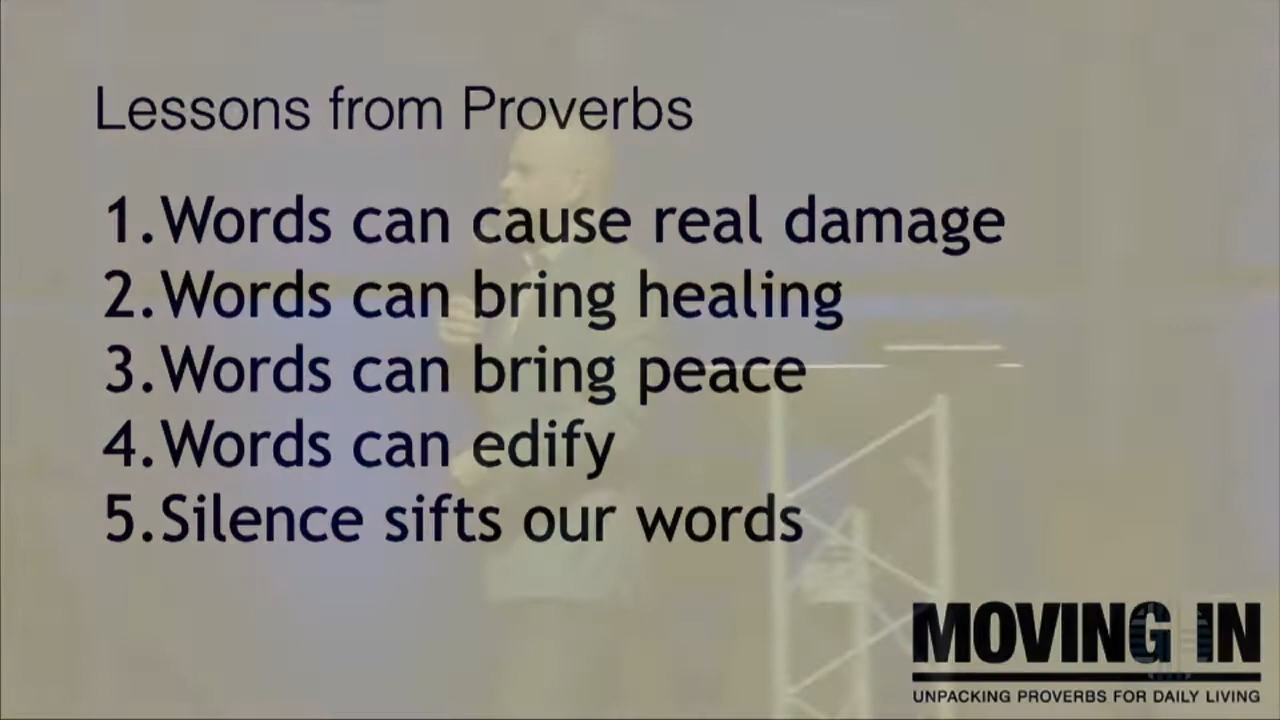 Lessons from Proverbs
1.Words can cause real damage
2.Words can bring healing
3.Words can bring peace
4.Words can edify
5.Silence sifts our words
MOVING IN
UNPACKING PROVERBS FOR DAILY LIVING